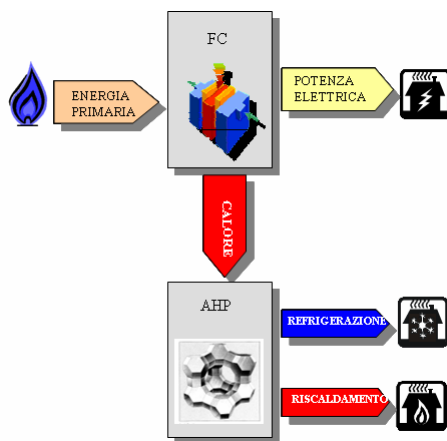 FC
ENERGIA
PRIMARIA
POTENZA
ELETTRICA
CALORE
AHP
REFRIGERAZIONE
RISCALDAMENTO